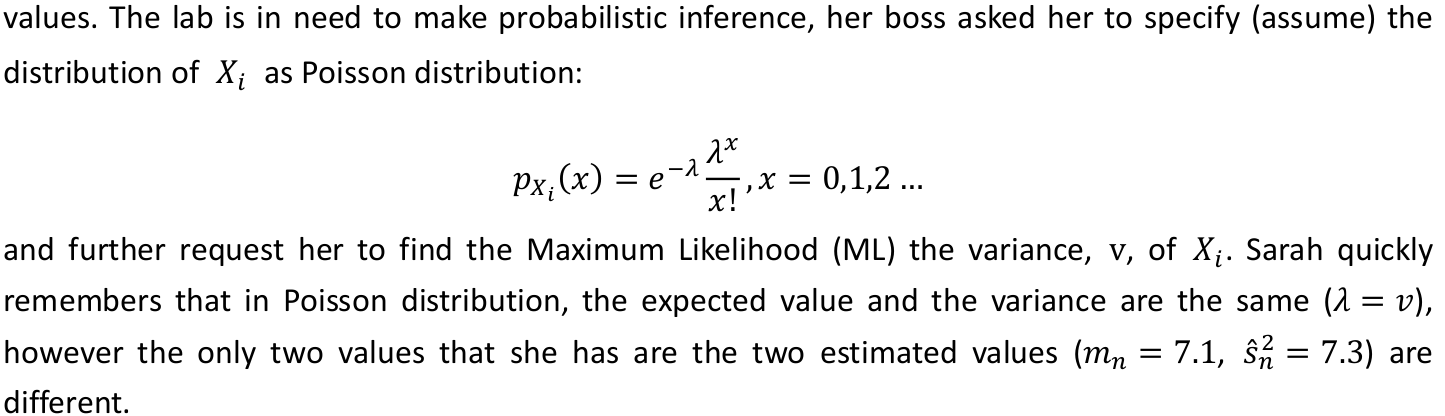 values. The lab is in need to make probabilistic inference, her boss asked her to specify (assume) the
distribution of Xᵢ as Poisson distribution:
p_{Xᵢ}(x) = e^{−λ} λ^x / x! , x = 0,1,2 ...
and further request her to find the Maximum Likelihood (ML) the variance, v, of Xᵢ. Sarah quickly
remembers that in Poisson distribution, the expected value and the variance are the same (λ = v),
however the only two values that she has are the two estimated values (mₙ = 7.1, ŝₙ² = 7.3) are
different.